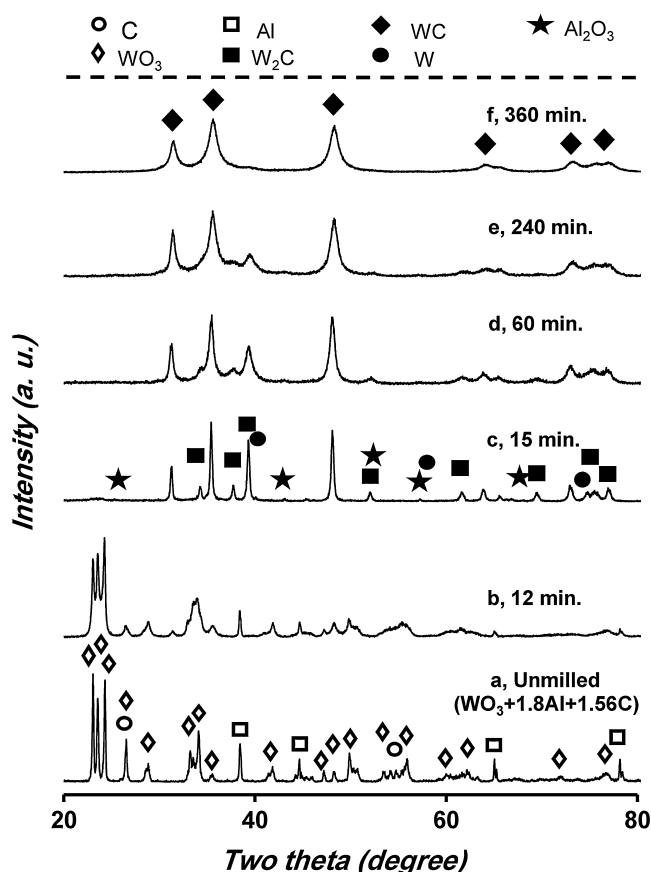 C Al WC Al₂O₃
WO₃ W₂C W
f, 360 min.
e, 240 min.
d, 60 min.
c, 15 min.
b, 12 min.
a, Unmilled
(WO₃+1.8Al+1.56C)
Intensity (a. u.)
20 40 60 80
Two theta (degree)